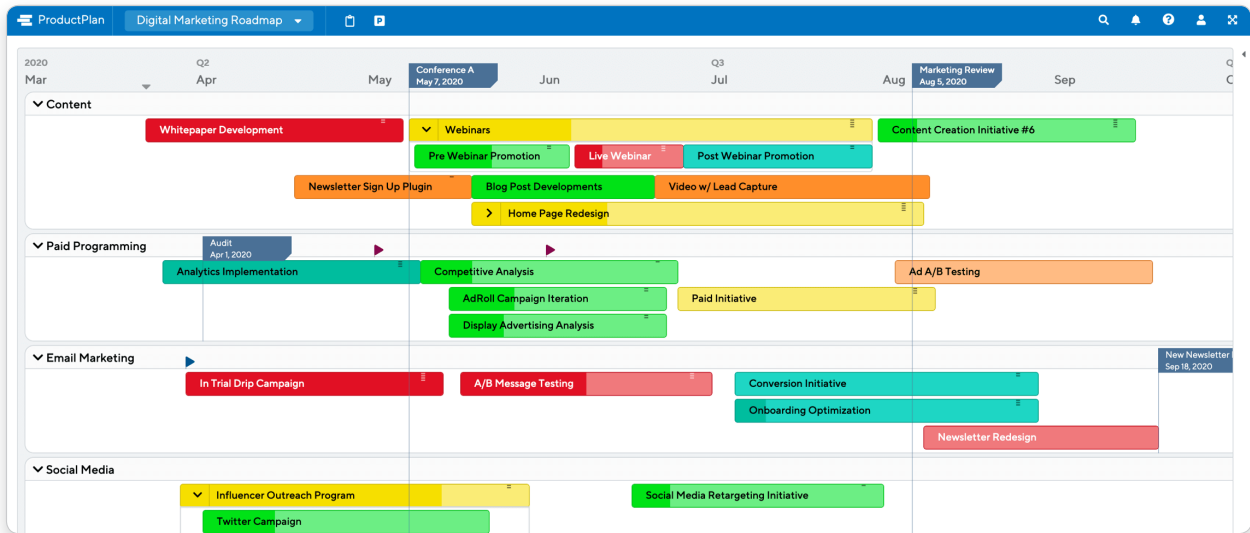 ProductPlan Digital Marketing Roadmap P ?
2020 Q2 Q3 Q
Mar Apr May Jun Jul Aug Sep
Conference A
May 7, 2020
Marketing Review
Aug 5, 2020
Content
Whitepaper Development Webinars Content Creation Initiative #6
Pre Webinar Promotion Live Webinar Post Webinar Promotion
Newsletter Sign Up Plugin Blog Post Developments Video w/ Lead Capture
Home Page Redesign
Paid Programming
Audit
Apr 1, 2020
Analytics Implementation Competitive Analysis Ad A/B Testing
AdRoll Campaign Iteration Paid Initiative
Display Advertising Analysis
Email Marketing
New Newsletter
Sep 18, 2020
In Trial Drip Campaign A/B Message Testing Conversion Initiative
Onboarding Optimization
Newsletter Redesign
Social Media
Influencer Outreach Program Social Media Retargeting Initiative
Twitter Campaign